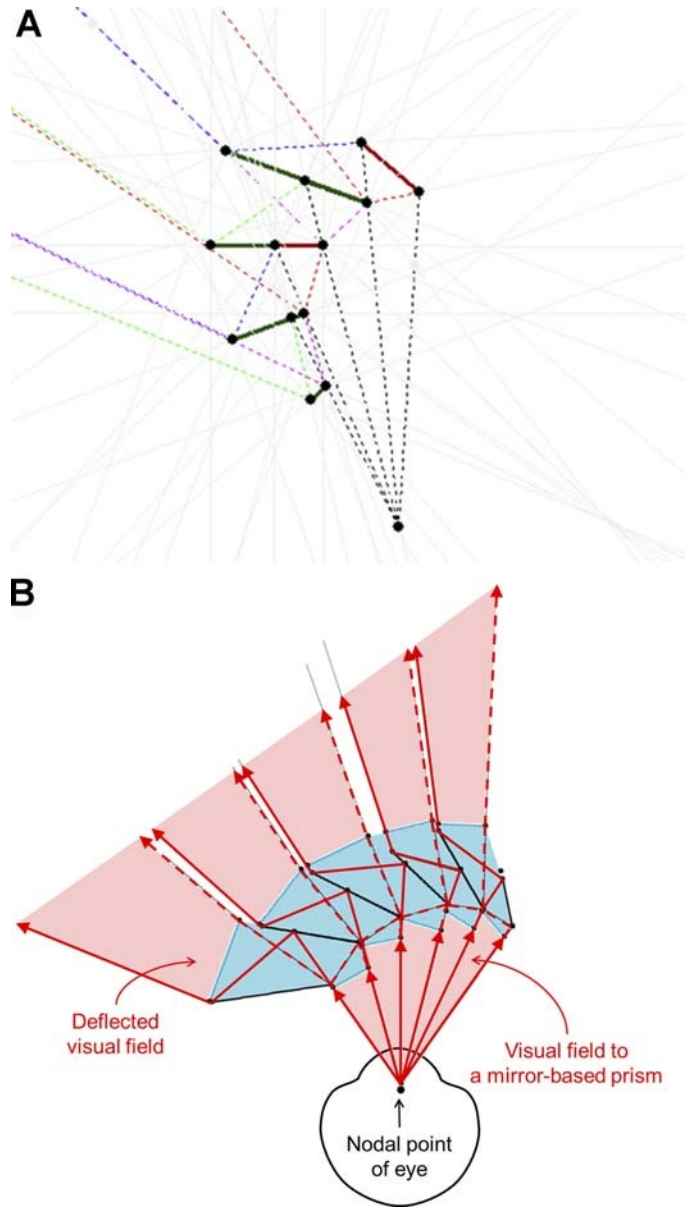 A
B
Deflected
visual field
Visual field to
a mirror-based prism
Nodal point
of eye